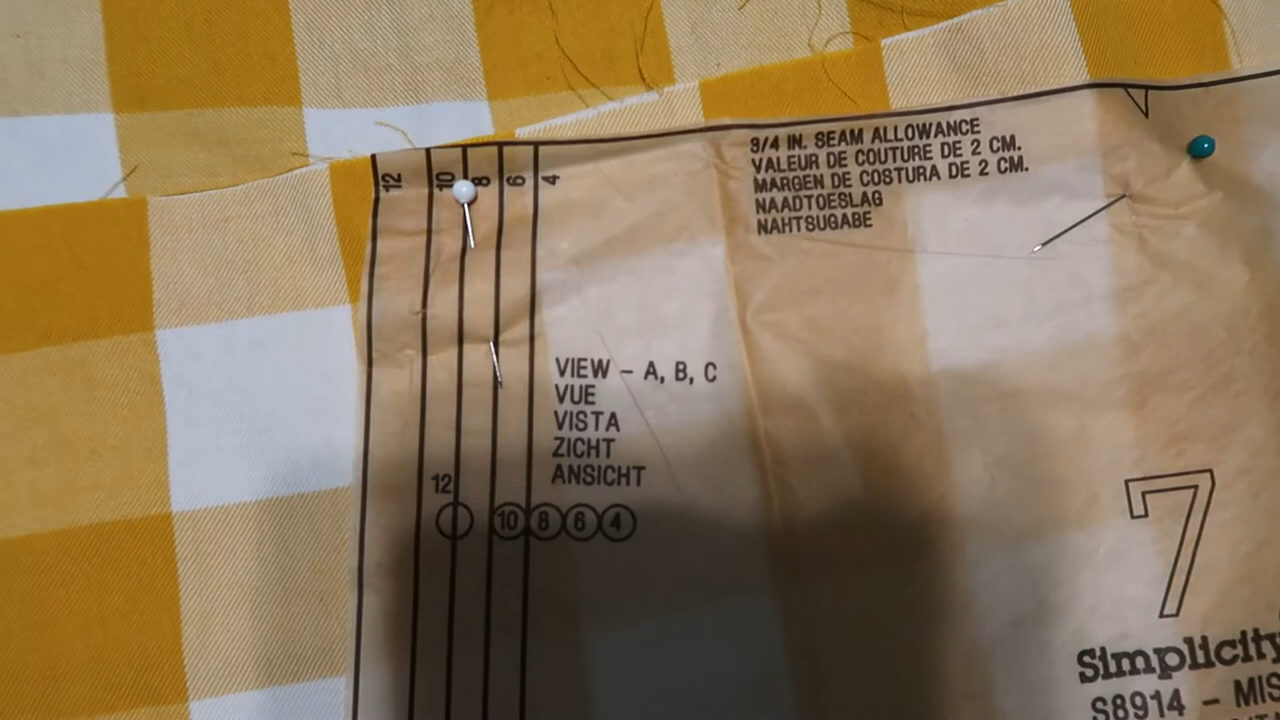 12 10 8 6 4
3/4 IN. SEAM ALLOWANCE
VALEUR DE COUTURE DE 2 CM.
MARGEN DE COSTURA DE 2 CM.
NAADTOESLAG
NAHTSUGABE
VIEW - A, B, C
VUE
VISTA
ZICHT
ANSICHT
12
10 8 6 4
7
Simplicity
S8914 - MIS